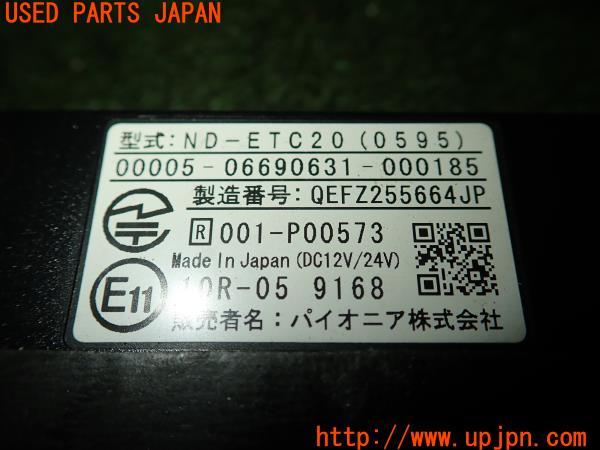 USED PARTS JAPAN
型式:ND-ETC20(0595)
00005-06690631-000185
製造番号:QEFZ255664JP
R 001-P00573
Made In Japan (DC12V/24V)
E11 10R-05 9168
販売者名:パイオニア株式会社
http://www.upjpn.com